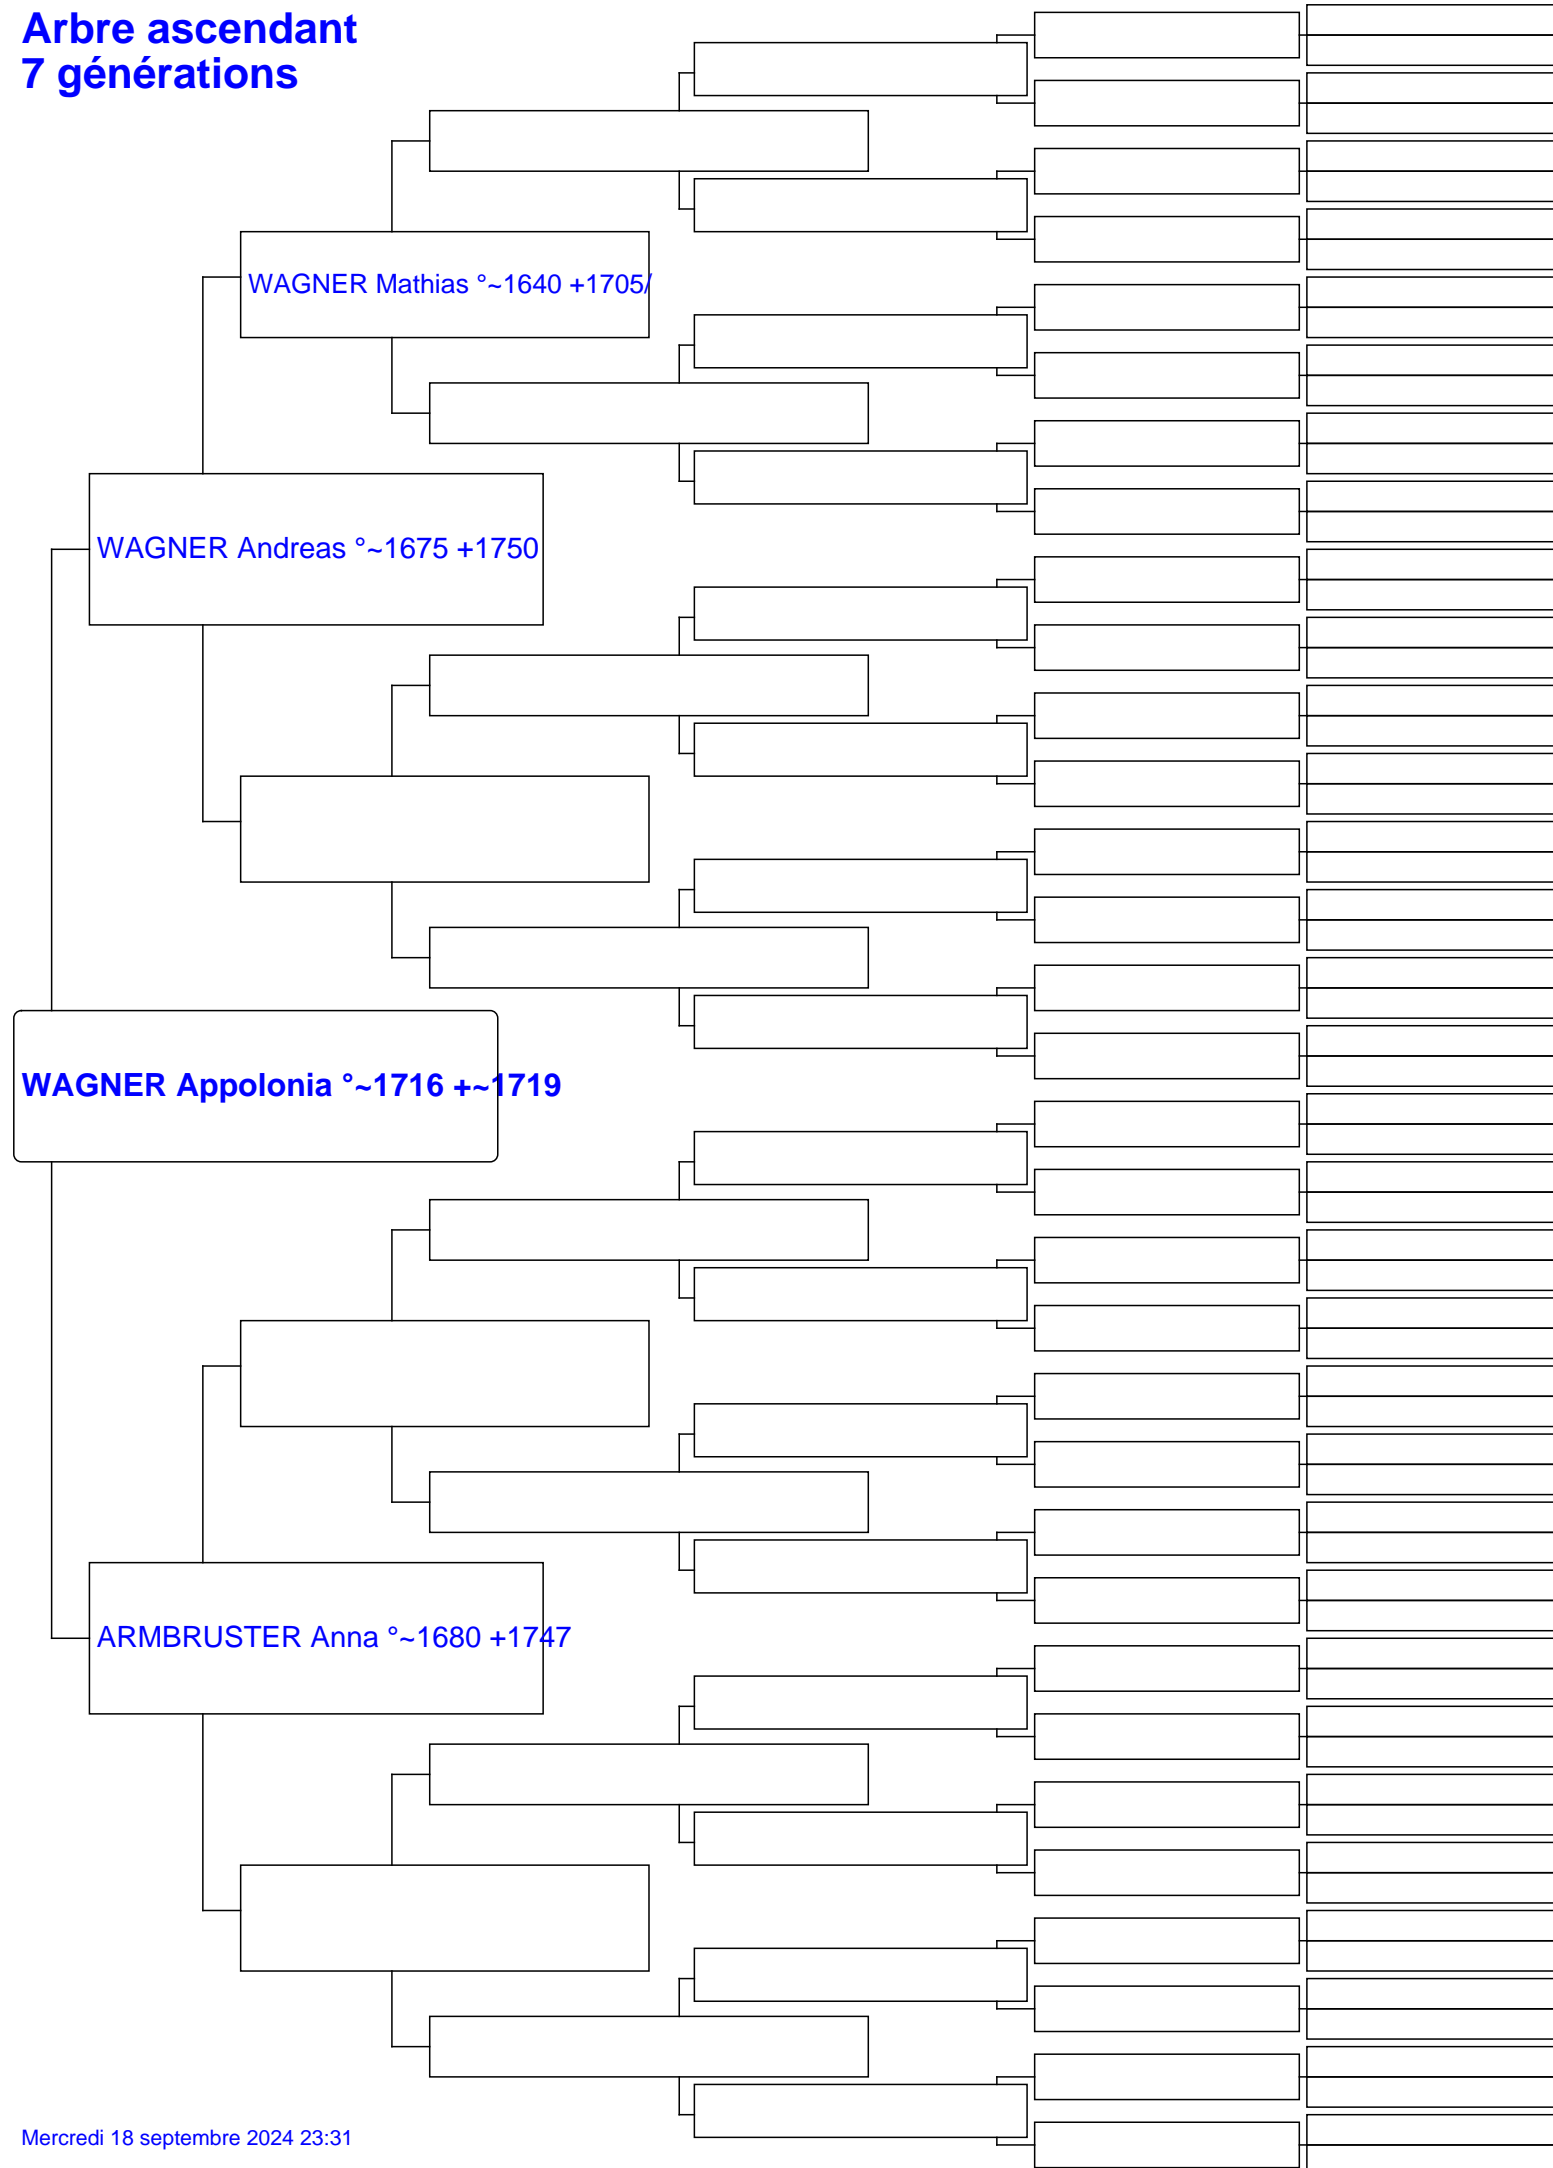 Arbre ascendant
7 générations
WAGNER Mathias °~1640 +1705/
WAGNER Andreas °~1675 +1750
WAGNER Appolonia °~1716 +~1719
ARMBRUSTER Anna °~1680 +1747
Mercredi 18 septembre 2024 23:31